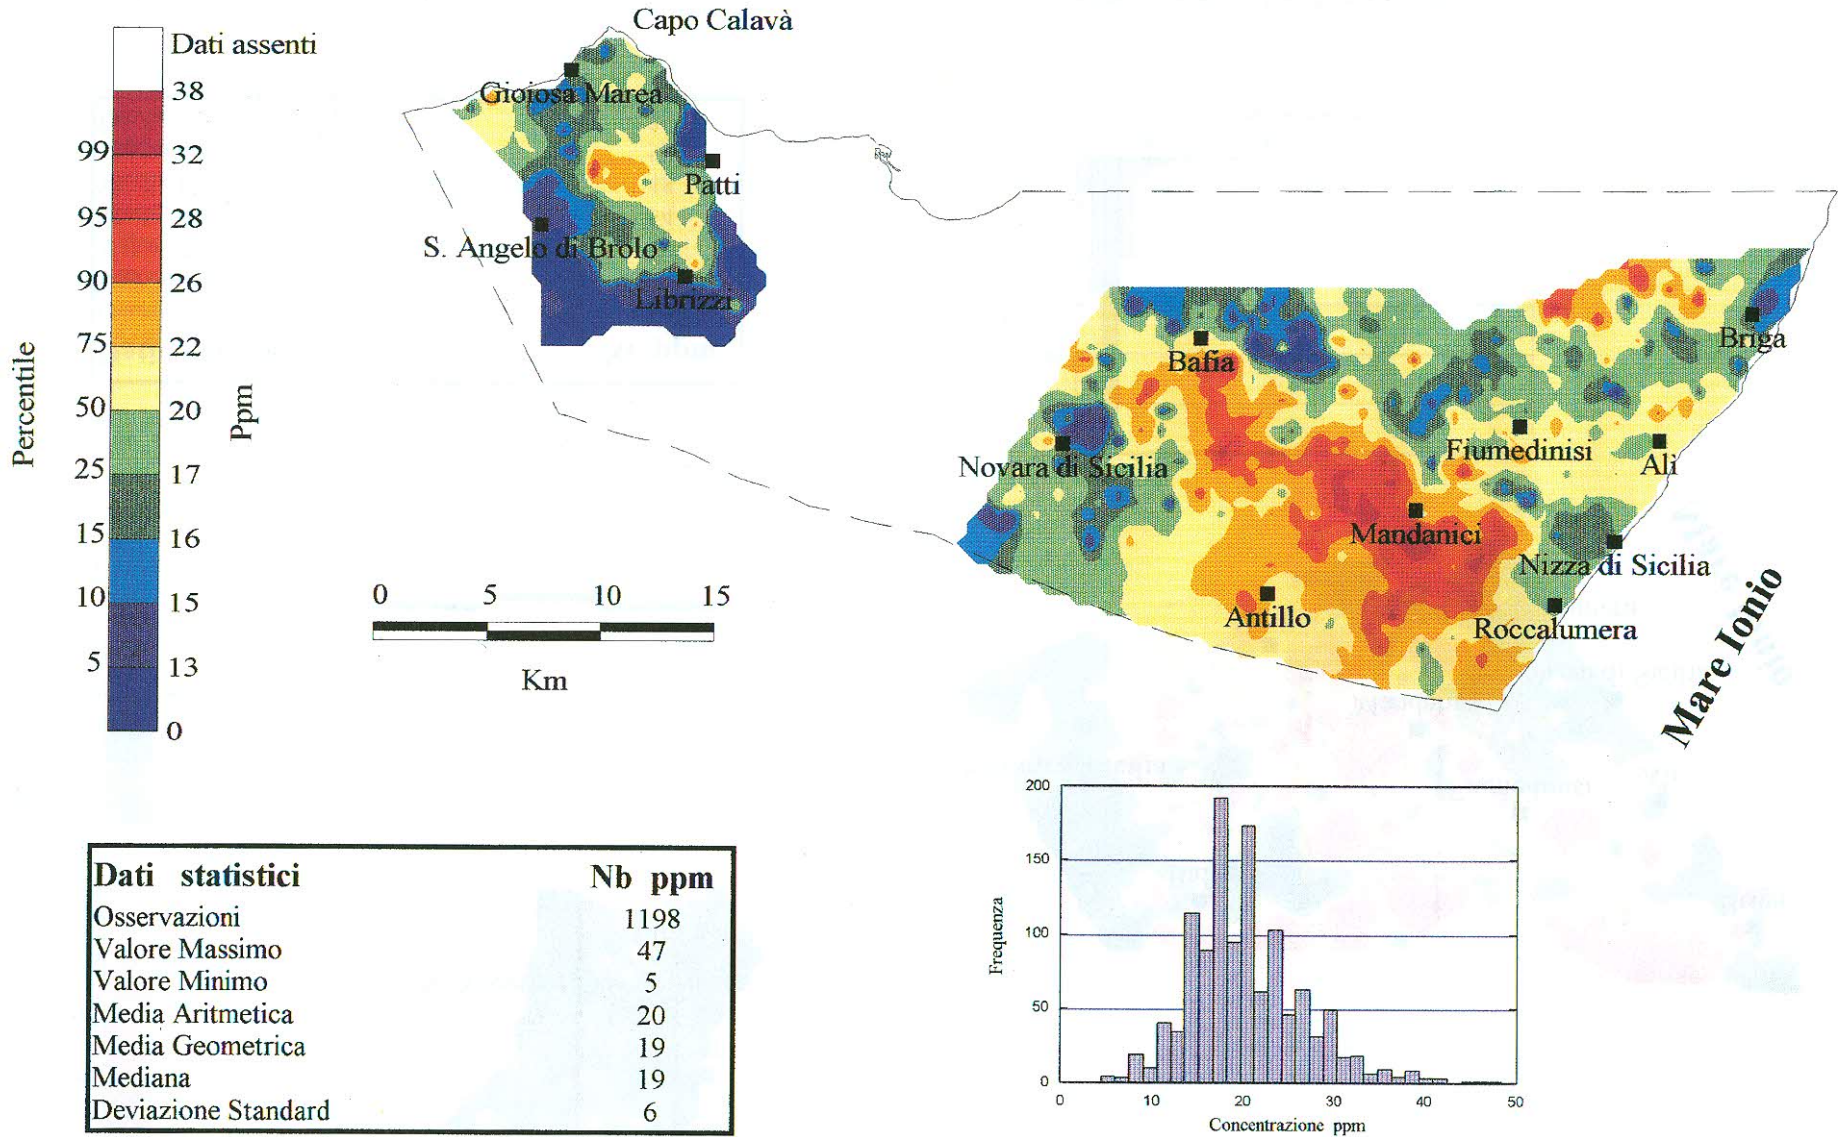 Capo Calavà
Dati assenti
Gioiosa Marea
Patti
S. Angelo di Brolo
Librizzi
Percentile
99
95
90
75
50
25
15
10
5
Ppm
38
32
28
26
22
20
17
16
15
13
0
Bafia
Briga
Novara di Sicilia
Fiumedinisi
Alì
Mandanici
Nizza di Sicilia
Antillo
Roccalumera
Mare Ionio
0 5 10 15
Km
Dati statistici Nb ppm
Osservazioni 1198
Valore Massimo 47
Valore Minimo 5
Media Aritmetica 20
Media Geometrica 19
Mediana 19
Deviazione Standard 6
Frequenza
200
150
100
50
0
0 10 20 30 40 50
Concentrazione ppm